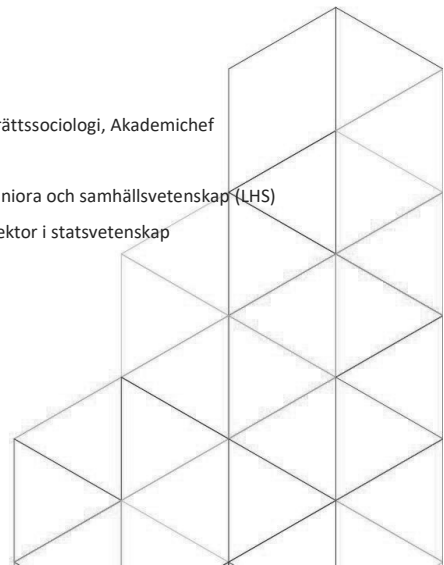 rättssociologi, Akademichef
niora och samhällsvetenskap (LHS)
ektor i statsvetenskap